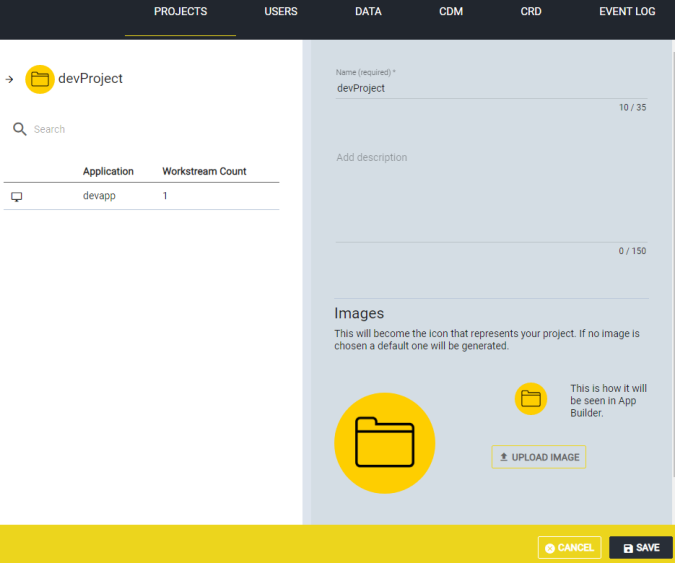 PROJECTS USERS DATA CDM CRD EVENT LOG
devProject
Search
Application Workstream Count
devapp 1
Name (required) *
devProject
10 / 35
Add description
0 / 150
Images
This will become the icon that represents your project. If no image is
chosen a default one will be generated.
This is how it will
be seen in App
Builder.
UPLOAD IMAGE
CANCEL SAVE